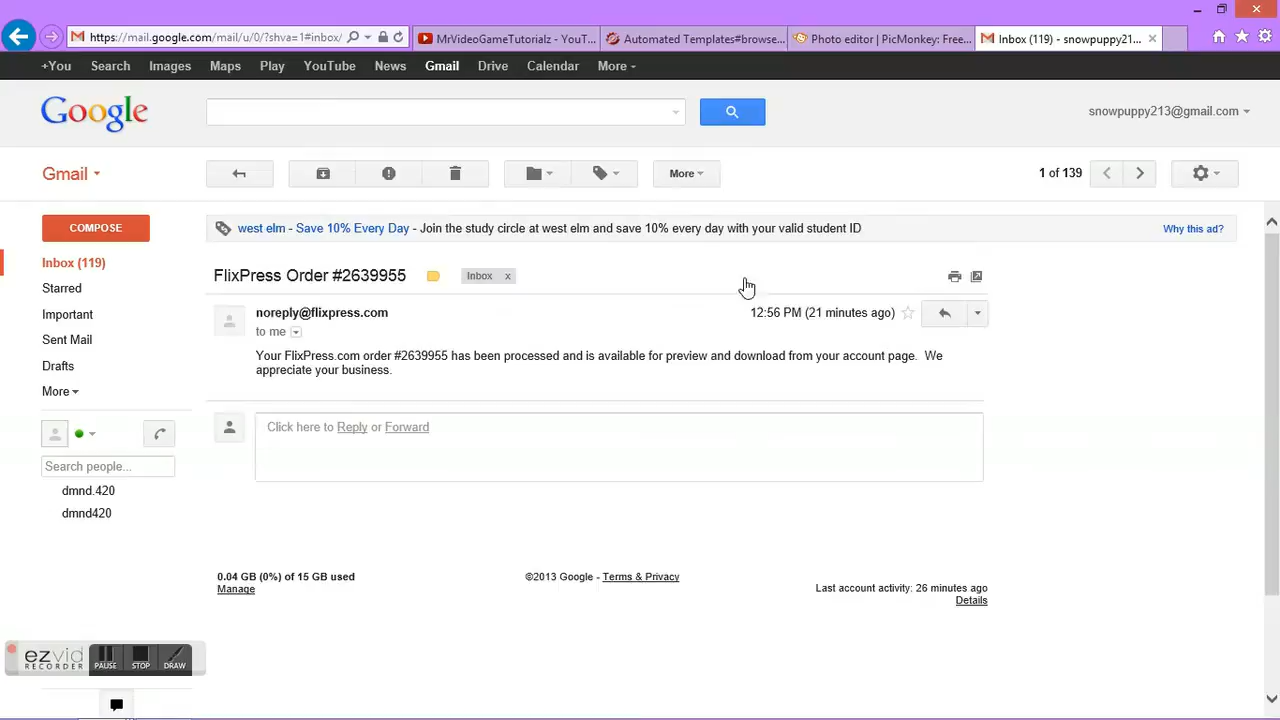 https://mail.google.com/mail/u/0/?shva=1#inbox/
MrVideoGameTutorialz - YouT...
Automated Templates#browse...
Photo editor | PicMonkey: Free...
Inbox (119) - snowpuppy21...
+You Search Images Maps Play YouTube News Gmail Drive Calendar More
Google
snowpuppy213@gmail.com
Gmail
More
1 of 139
COMPOSE
west elm - Save 10% Every Day - Join the study circle at west elm and save 10% every day with your valid student ID
Why this ad?
Inbox (119)
Starred
Important
Sent Mail
Drafts
More
Search people...
dmnd.420
dmnd420
FlixPress Order #2639955
Inbox x
noreply@flixpress.com
12:56 PM (21 minutes ago)
to me
Your FlixPress.com order #2639955 has been processed and is available for preview and download from your account page. We
appreciate your business.
Click here to Reply or Forward
0.04 GB (0%) of 15 GB used
Manage
©2013 Google - Terms & Privacy
Last account activity: 26 minutes ago
Details
ezvid
RECORDER
PAUSE
STOP
DRAW